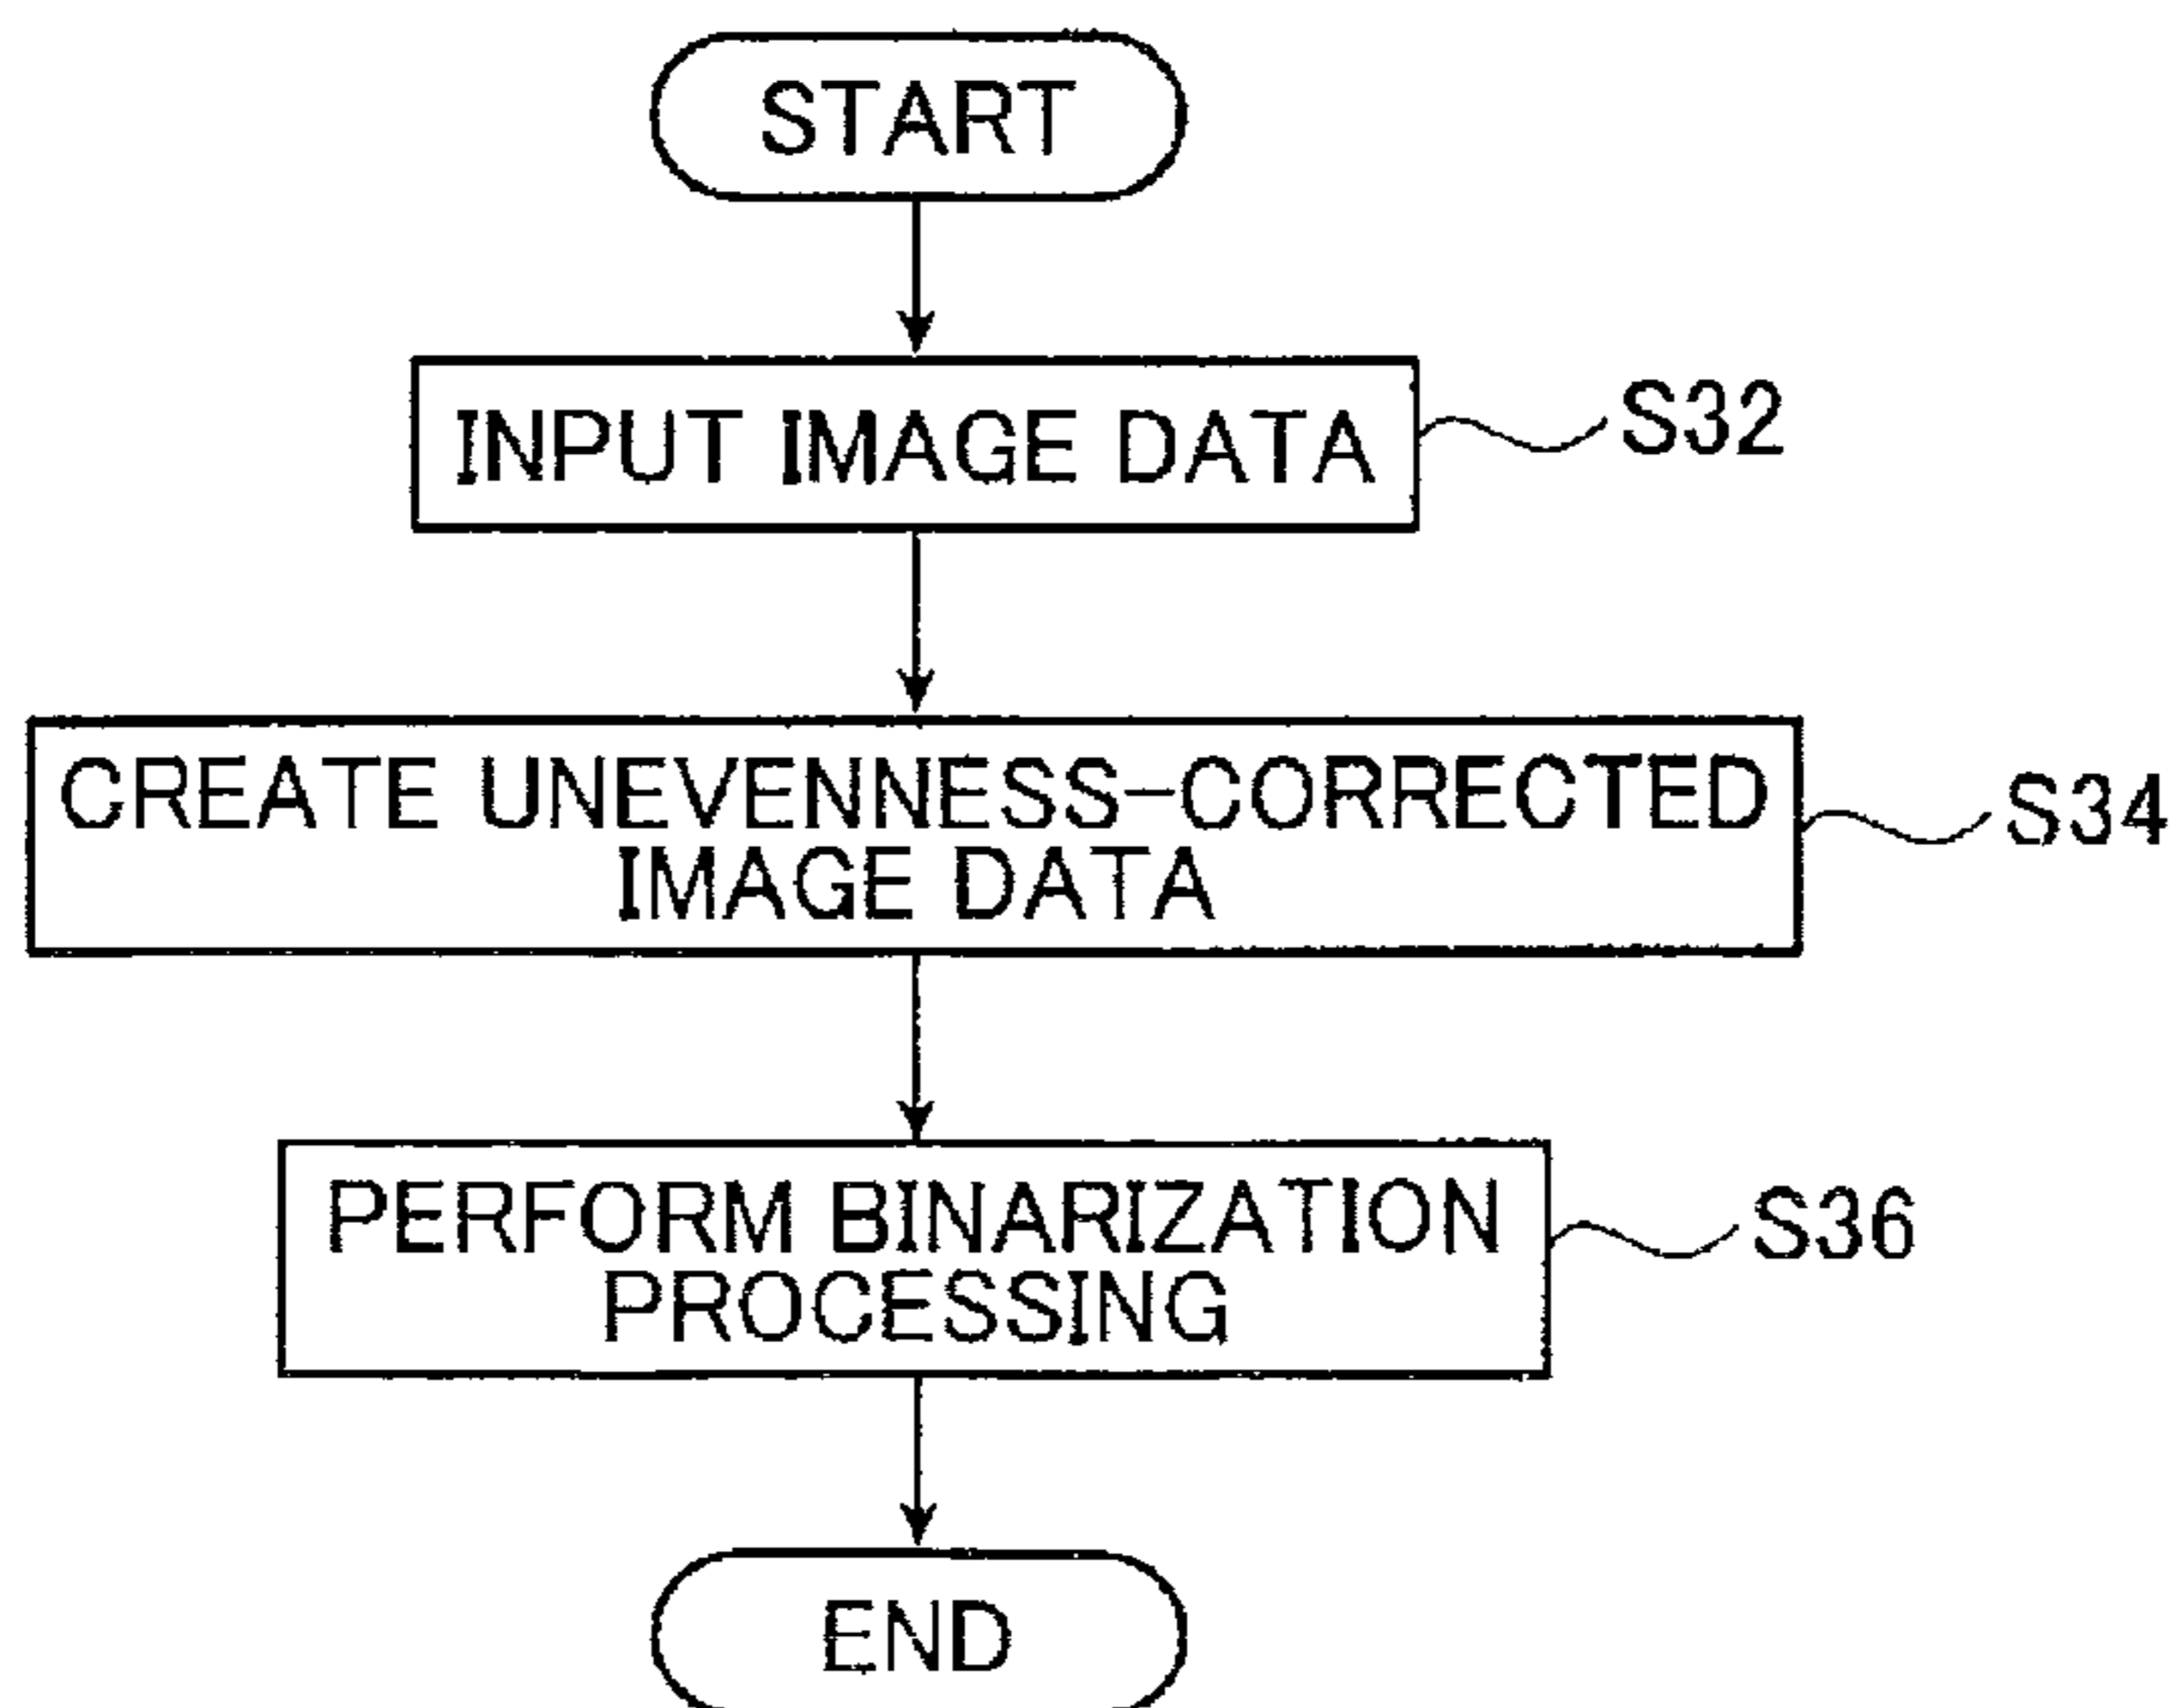 START
INPUT IMAGE DATA
S32
CREATE UNEVENNESS-CORRECTED
IMAGE DATA
S34
PERFORM BINARIZATION
PROCESSING
S36
END